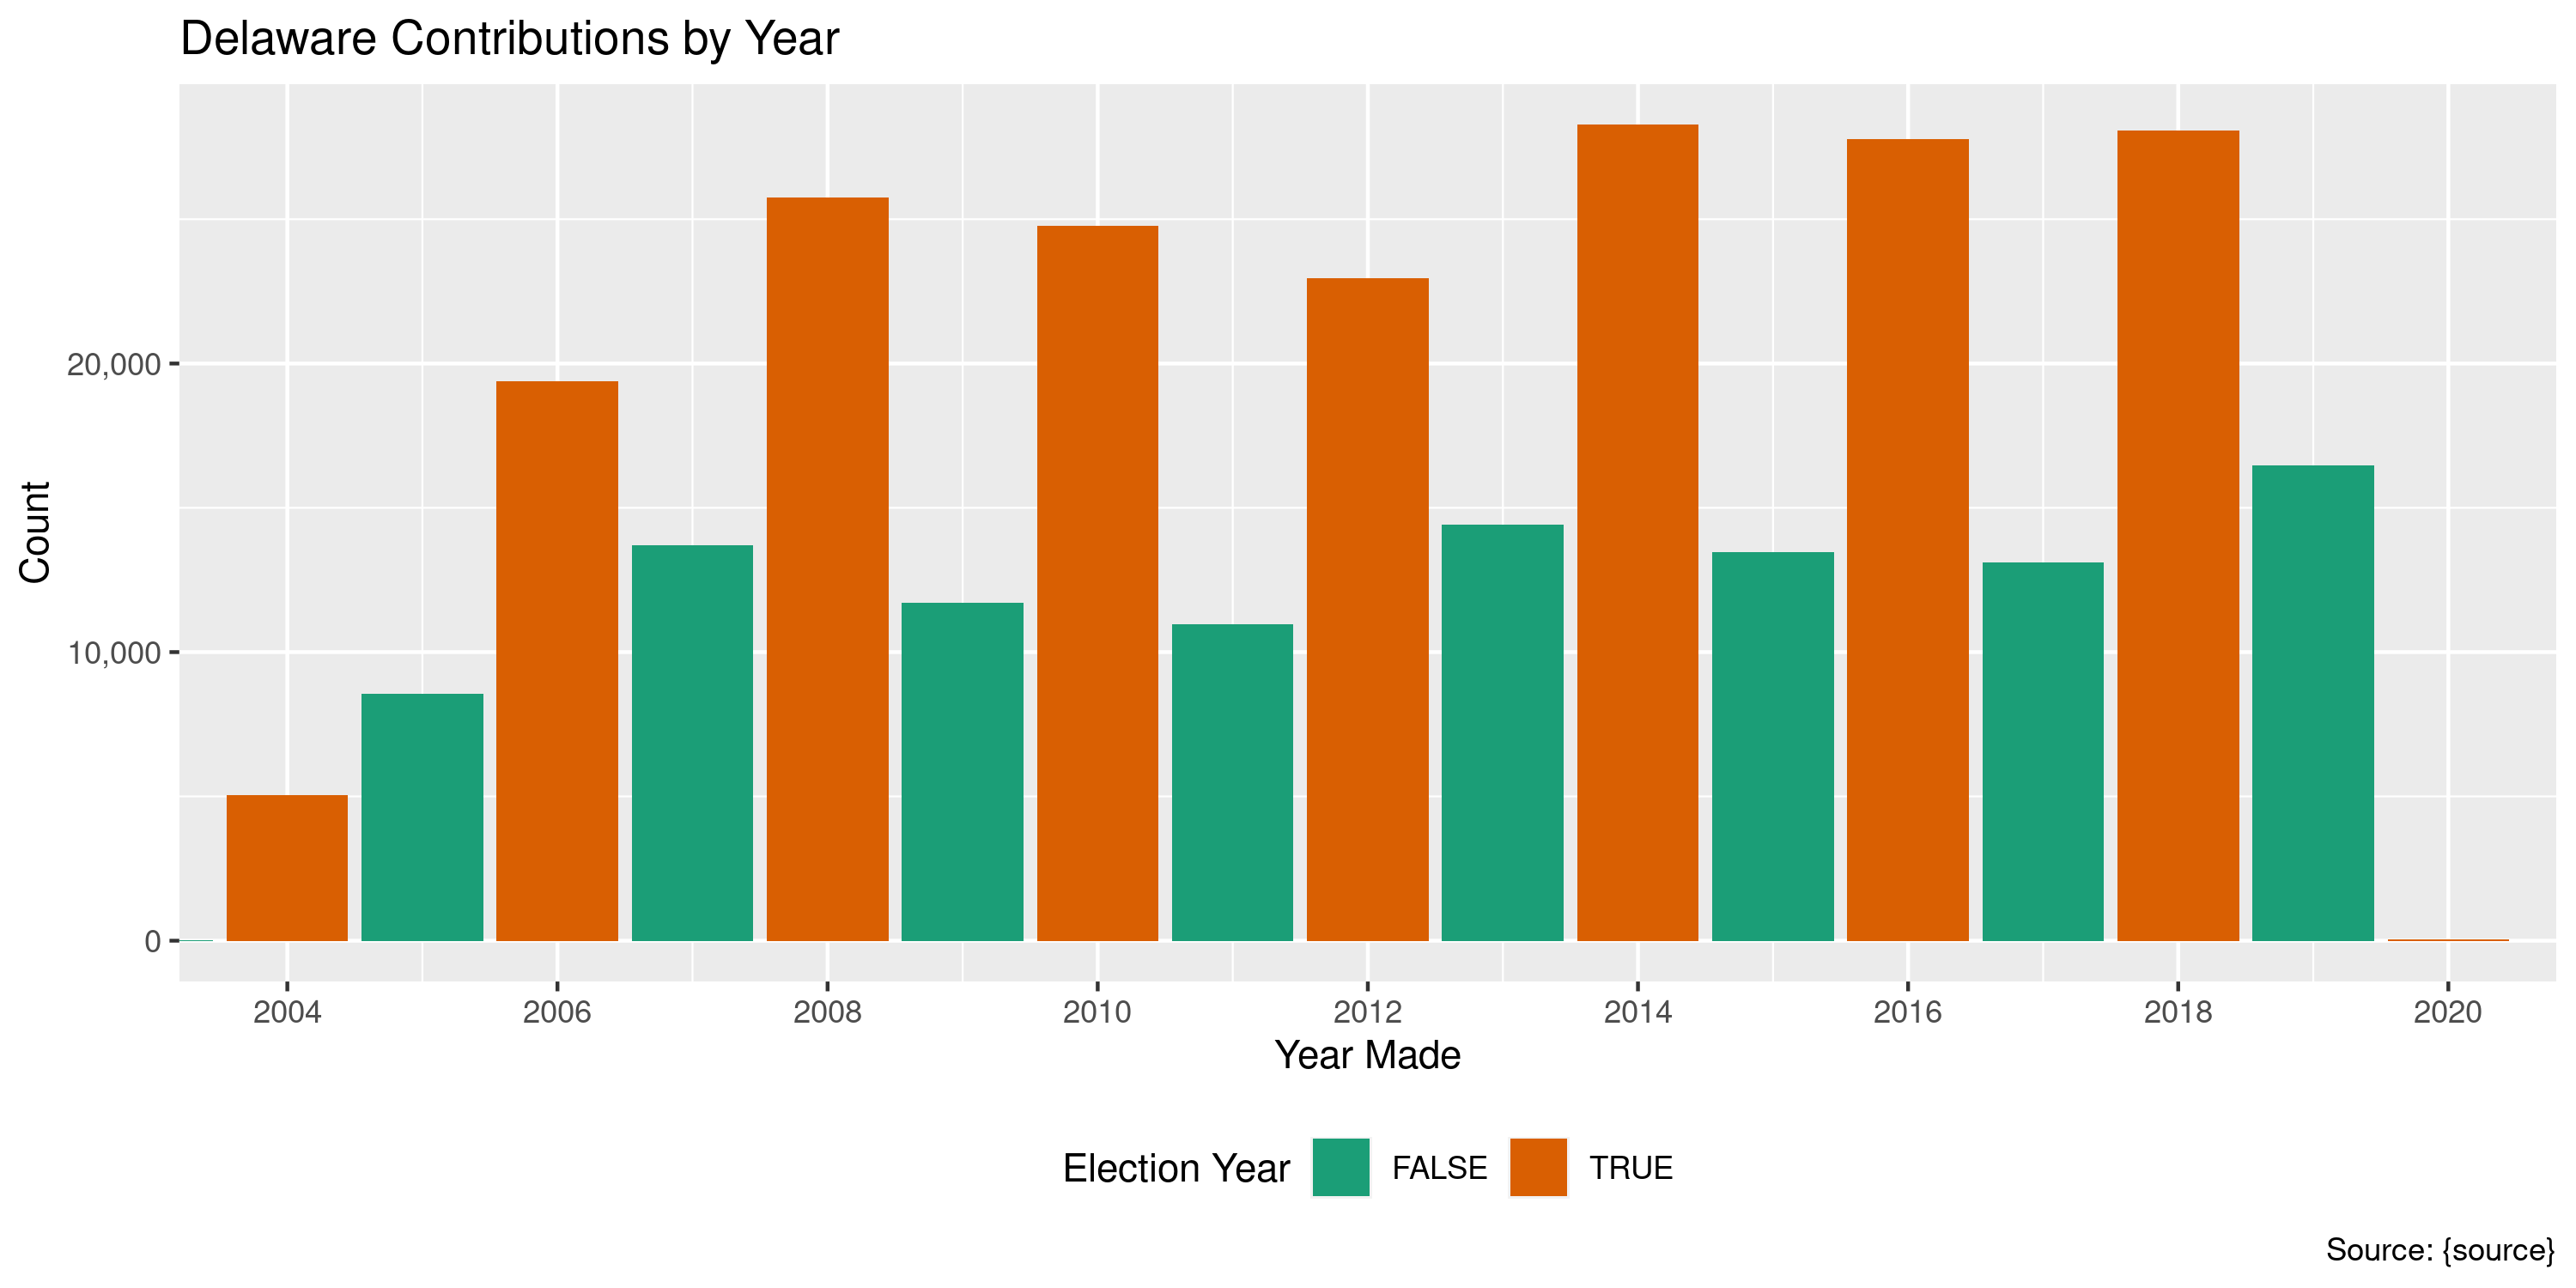 Delaware Contributions by Year
Count
20,000
10,000
0
2004 2006 2008 2010 2012 2014 2016 2018 2020
Year Made
Election Year FALSE TRUE
Source: {source}